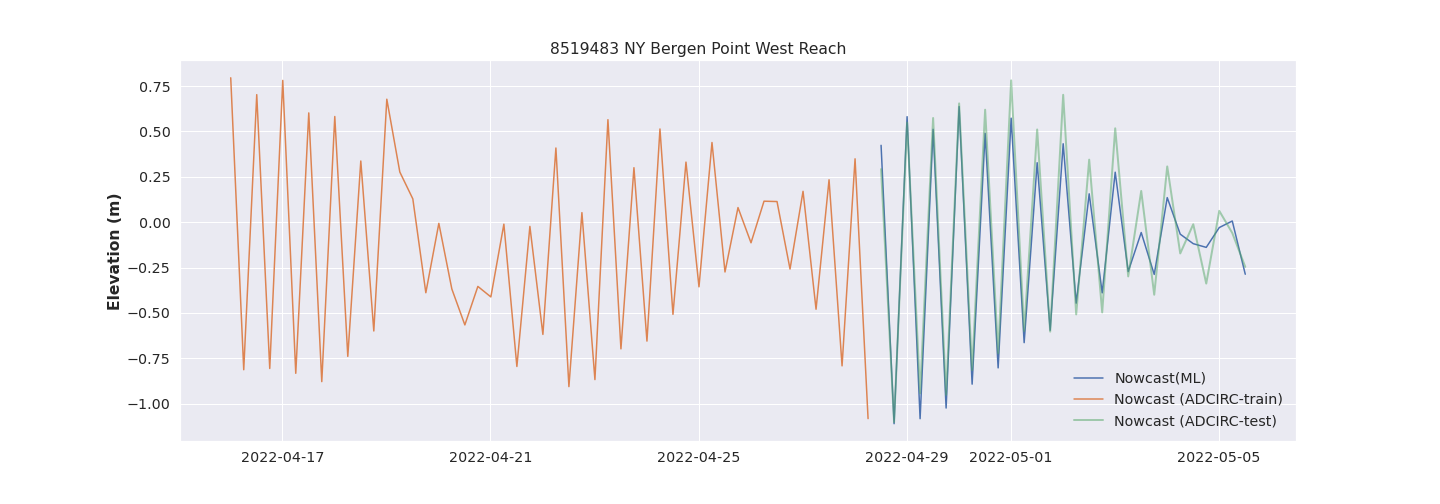 8519483 NY Bergen Point West Reach
Elevation (m)
0.75
0.50
0.25
0.00
−0.25
−0.50
−0.75
−1.00
Nowcast(ML)
Nowcast (ADCIRC-train)
Nowcast (ADCIRC-test)
2022-04-17 2022-04-21 2022-04-25 2022-04-29 2022-05-01 2022-05-05